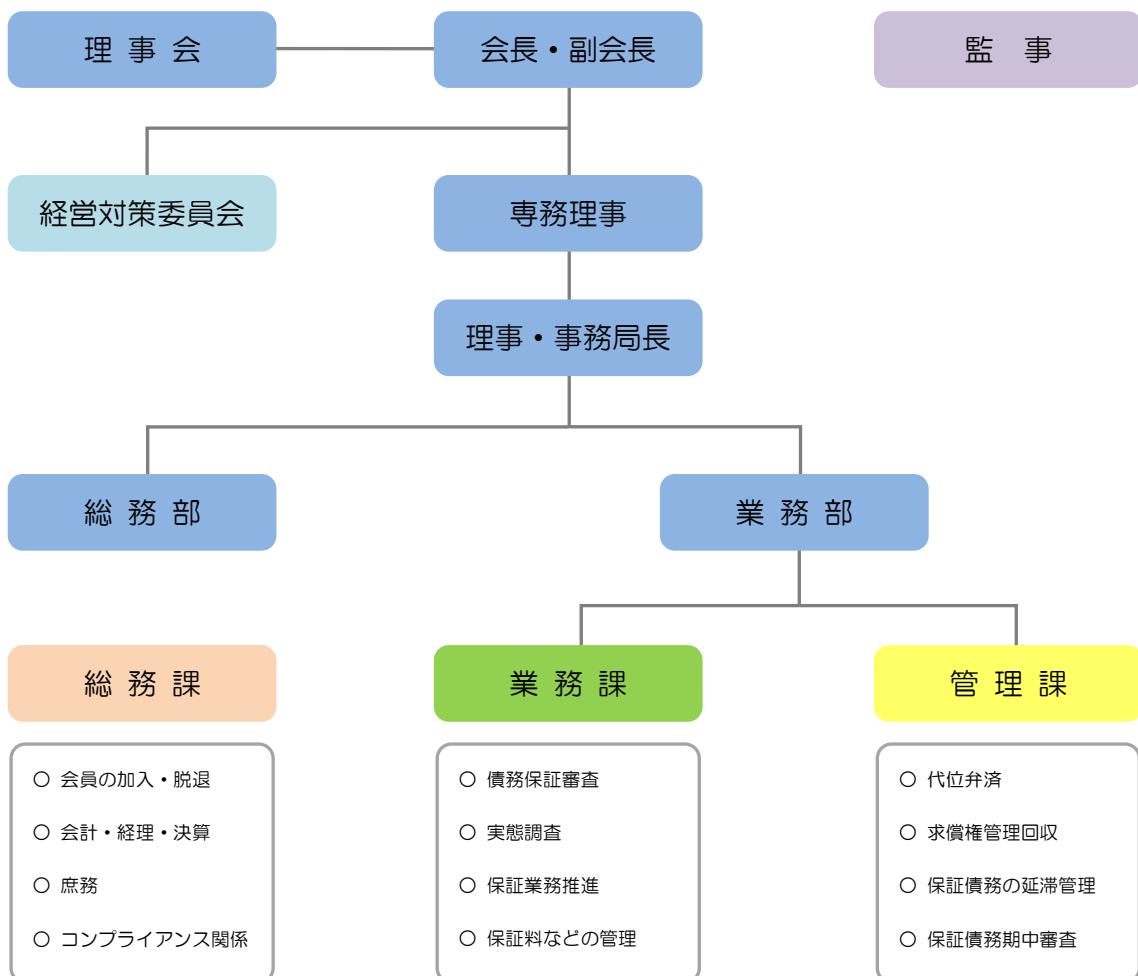 理事会
会長・副会長
監事
経営対策委員会
専務理事
理事・事務局長
総務部
業務部
総務課
業務課
管理課
○ 会員の加入・脱退
○ 会計・経理・決算
○ 庶務
○ コンプライアンス関係
○ 債務保証審査
○ 実態調査
○ 保証業務推進
○ 保証料などの管理
○ 代位弁済
○ 求償権管理回収
○ 保証債務の延滞管理
○ 保証債務期中審査